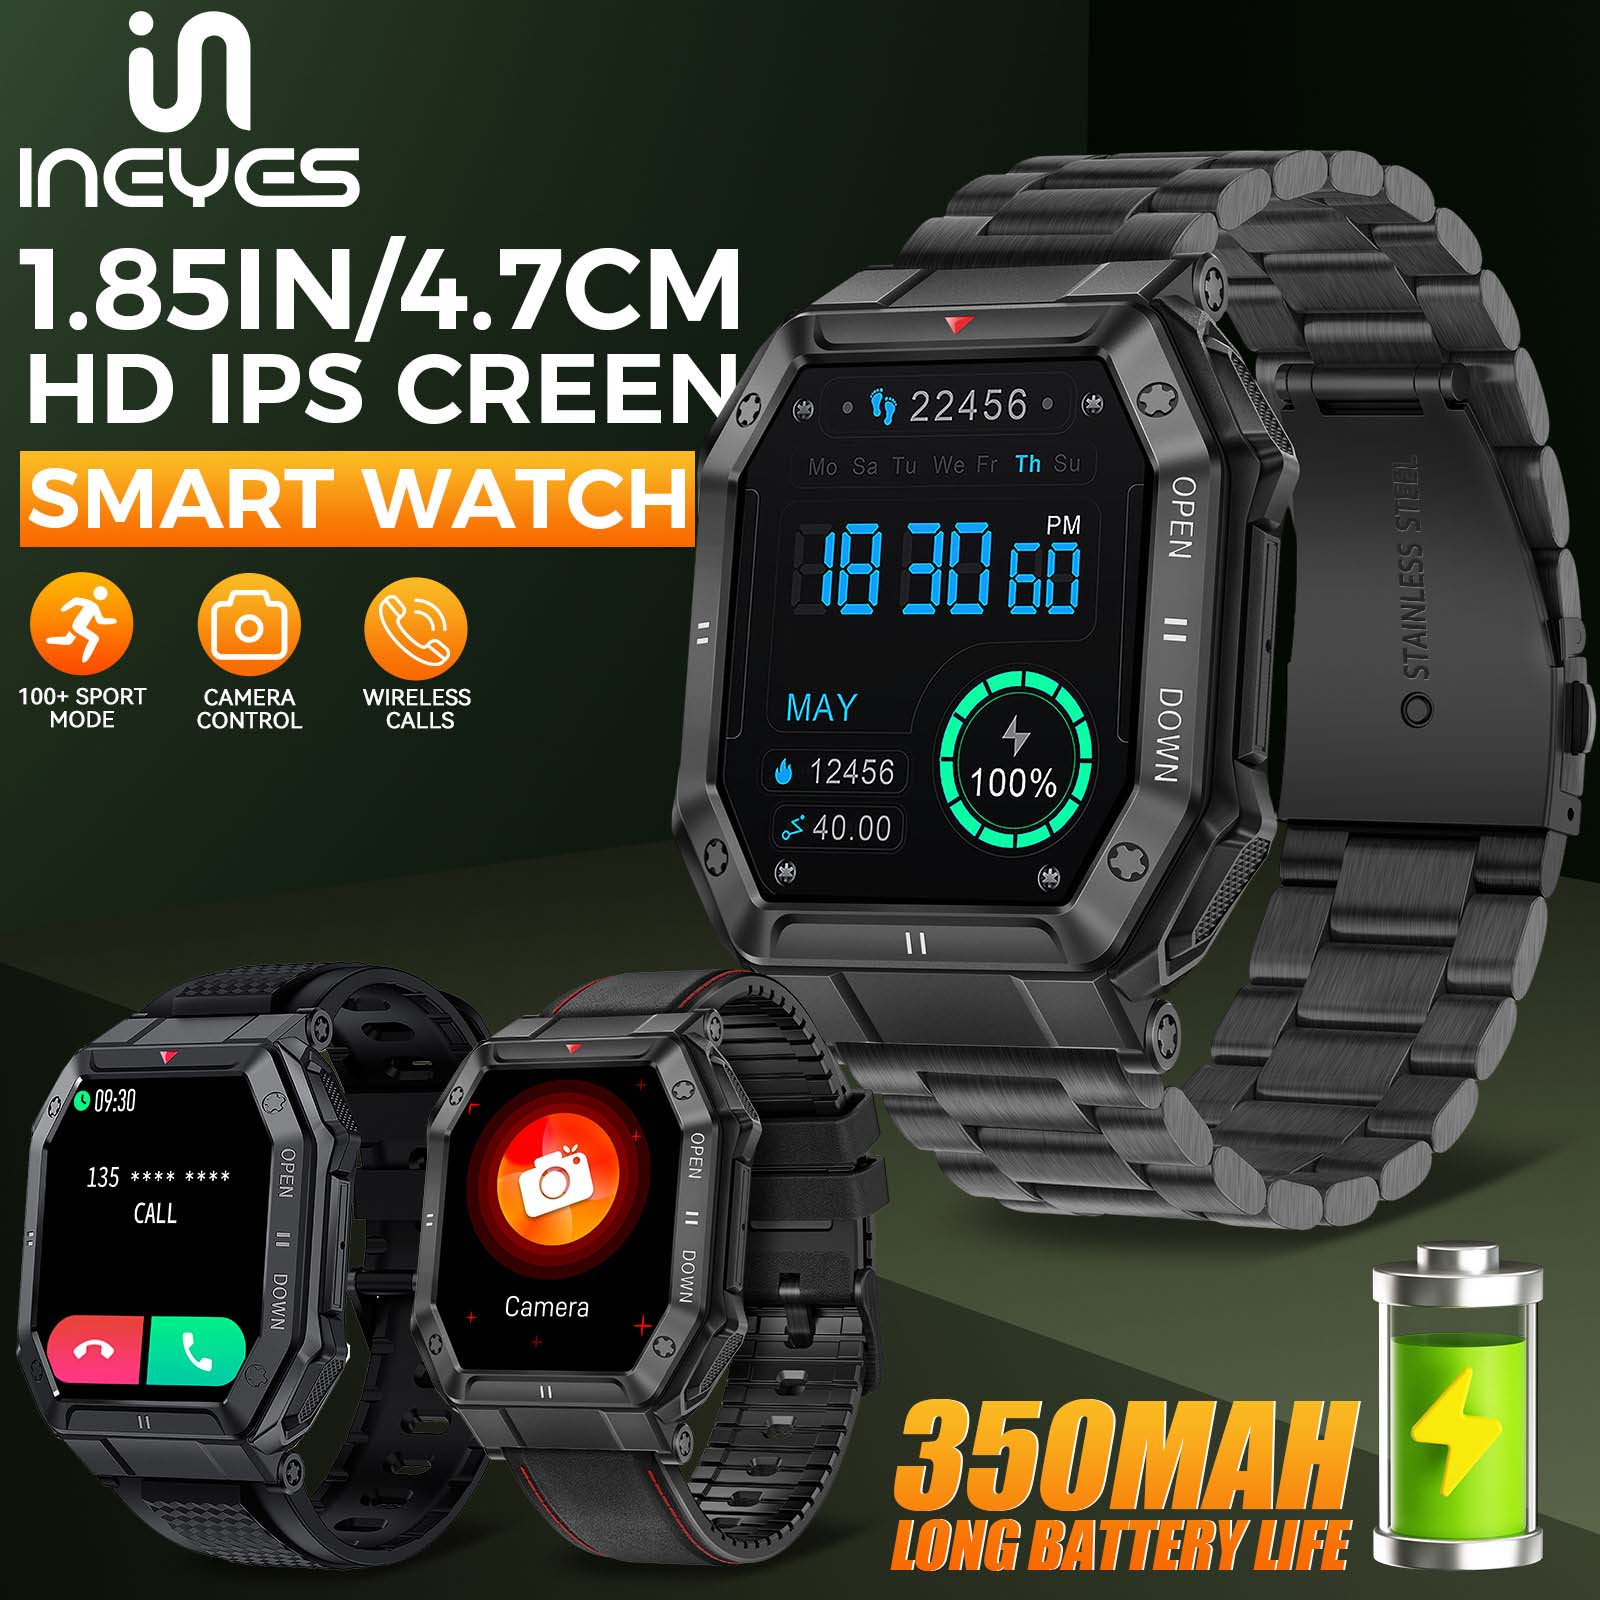 INEYES
1.85IN/4.7CM
HD IPS CREEN
SMART WATCH
100+ SPORT
MODE
CAMERA
CONTROL
WIRELESS
CALLS
22456
Mo Sa Tu We Fr Th Su
PM
18 30 60
MAY
12456
40.00
100%
OPEN
DOWN
STAINLESS STEEL
09:30
135 **** ****
CALL
OPEN
DOWN
Camera
OPEN
DOWN
350MAH
LONG BATTERY LIFE